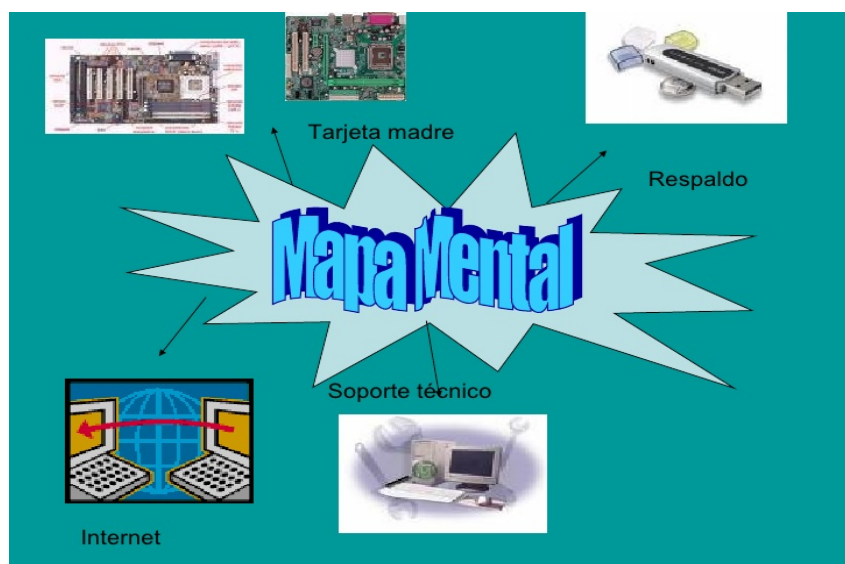 Tarjeta madre
Respaldo
Mapa Mental
Soporte técnico
Internet